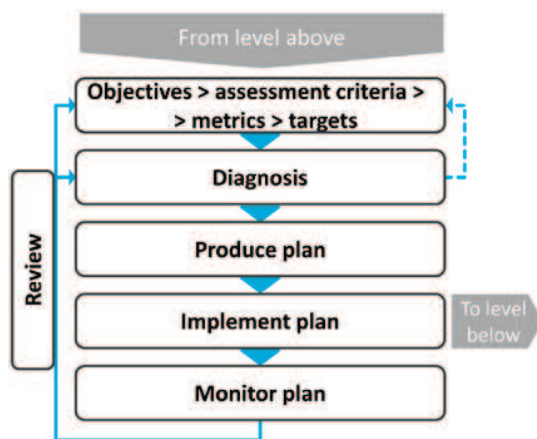 From level above
Objectives > assessment criteria >
> metrics > targets
Diagnosis
Produce plan
Implement plan
To level
below
Monitor plan
Review